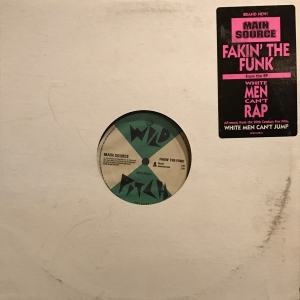 BRAND NEW!
MAIN
SOURCE
FAKIN' THE
FUNK
from the EP
WHITE
MEN
CAN'T
RAP
All music from the 20th Century Fox Film,
WHITE MEN CAN'T JUMP
WILD
PITCH
MAIN SOURCE
FAKIN' THE FUNK
A